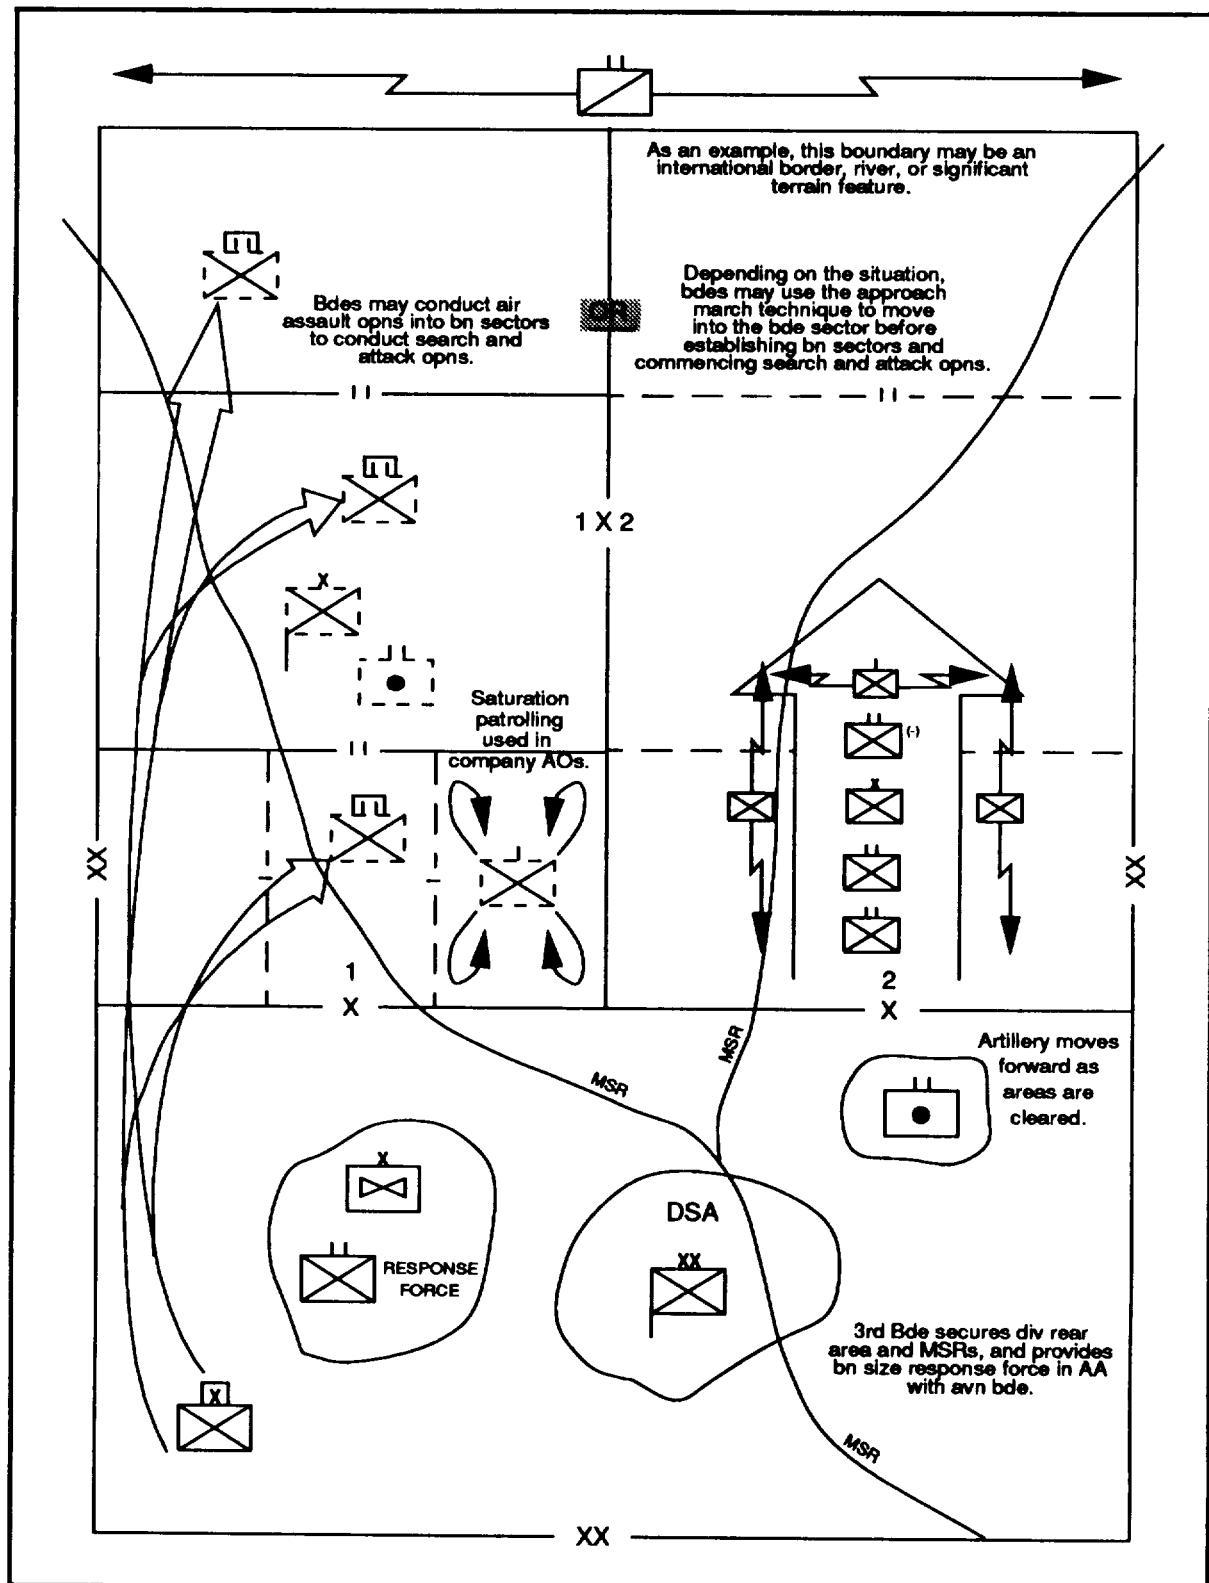 As an example, this boundary may be an
international border, river, or significant
terrain feature.
Bdes may conduct air
assault opns into bn sectors
to conduct search and
attack opns.
OR
Depending on the situation,
bdes may use the approach
march technique to move
into the bde sector before
establishing bn sectors and
commencing search and attack opns.
I I
I I
1 X 2
X
Saturation
patrolling
used in
company AOs.
I I
(-)
X
XX
XX
1
X
2
X
MSR
MSR
Artillery moves
forward as
areas are
cleared.
X
RESPONSE
FORCE
DSA
XX
3rd Bde secures div rear
area and MSRs, and provides
bn size response force in AA
with avn bde.
X
MSR
XX